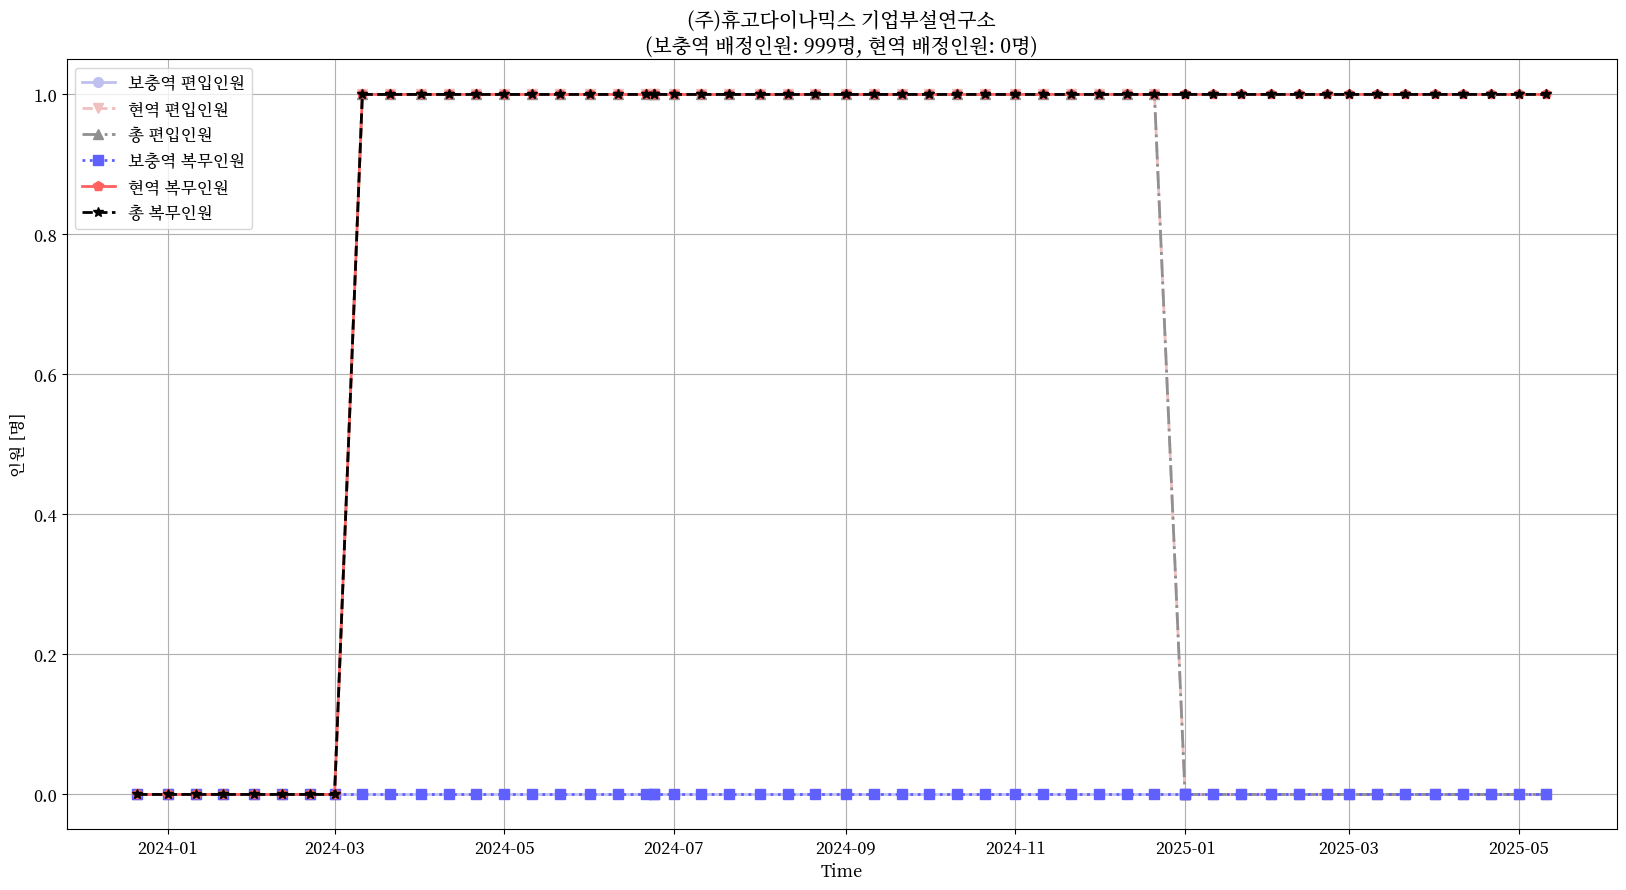 (주)휴고다이나믹스 기업부설연구소
(보충역 배정인원: 999명, 현역 배정인원: 0명)
보충역 편입인원
현역 편입인원
총 편입인원
보충역 복무인원
현역 복무인원
총 복무인원
인원 [명]
1.0
0.8
0.6
0.4
0.2
0.0
2024-01
2024-03
2024-05
2024-07
2024-09
2024-11
2025-01
2025-03
2025-05
Time